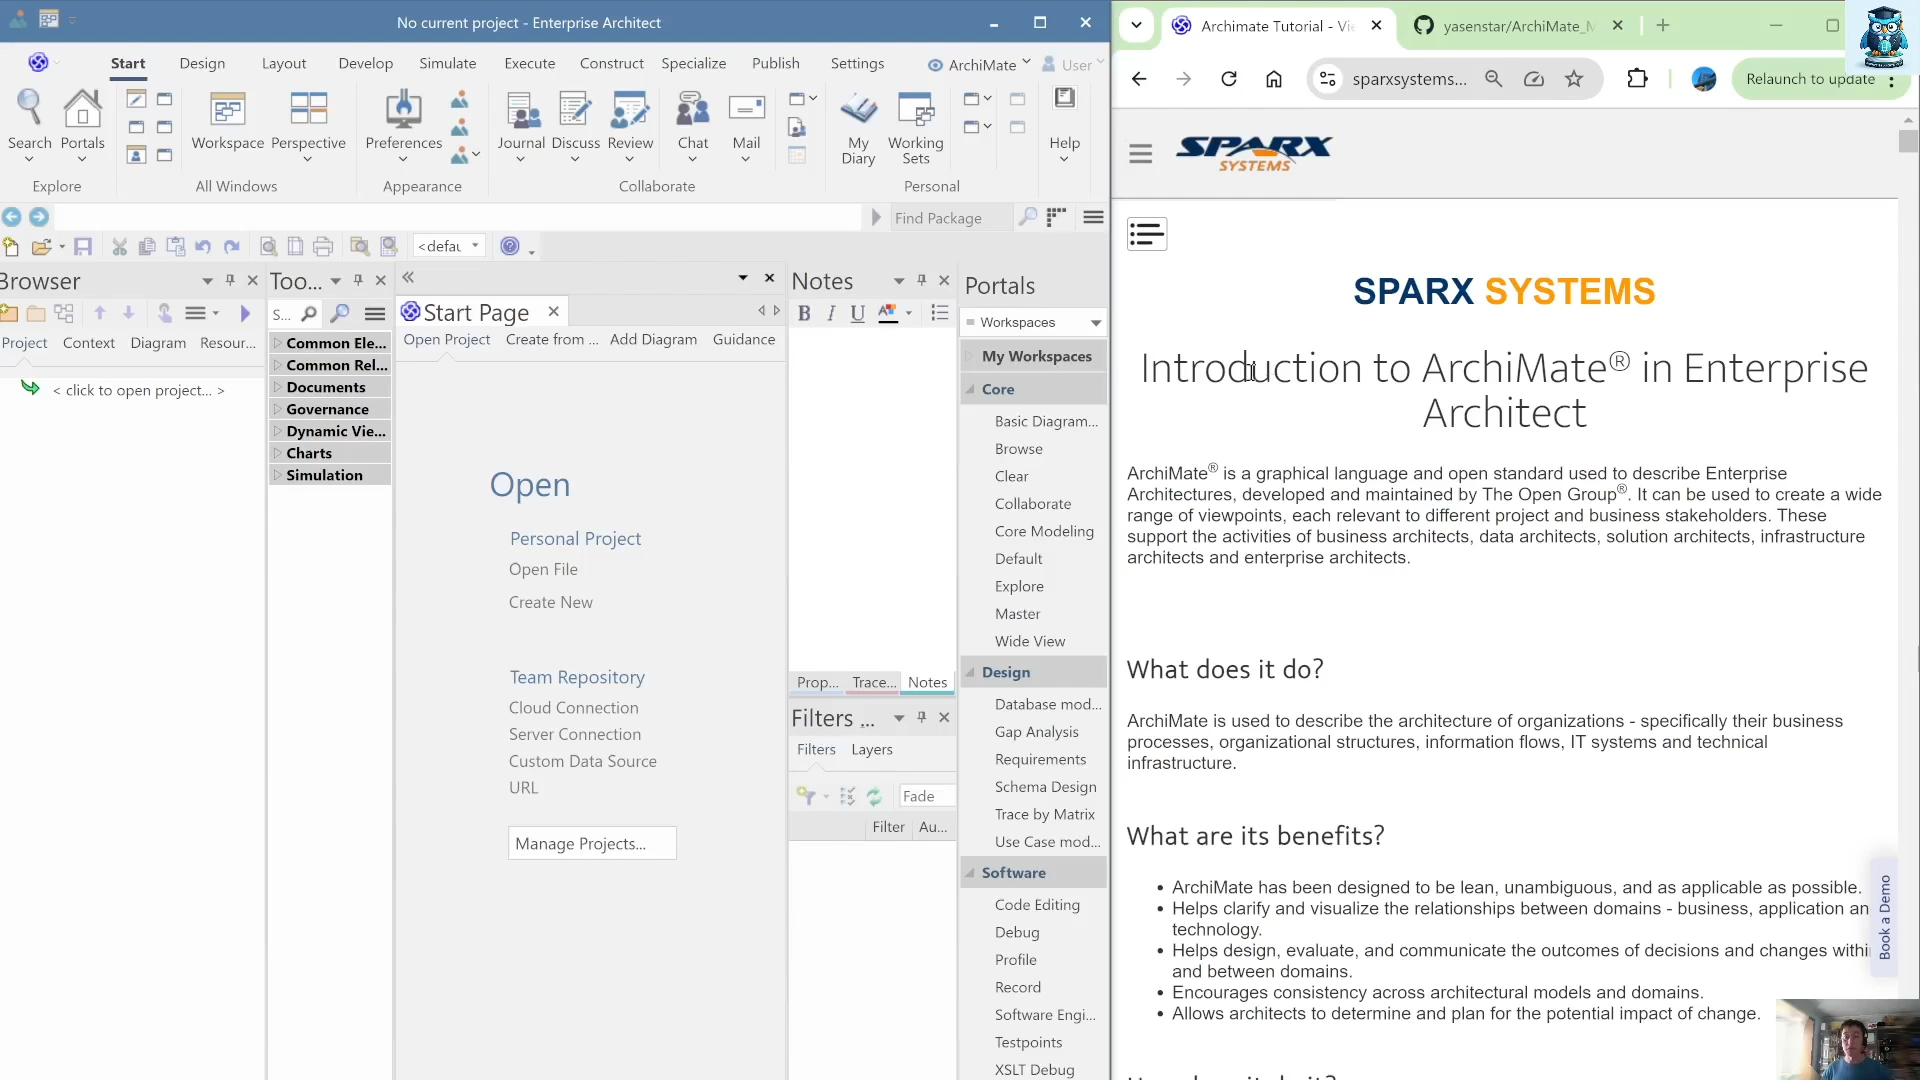 No current project - Enterprise Architect
Start
Design
Layout
Develop
Simulate
Execute
Construct
Specialize
Publish
Settings
ArchiMate
User
Search
Portals
Workspace
Perspective
Preferences
Journal
Discuss
Review
Chat
Mail
My
Diary
Working
Sets
Help
Explore
All Windows
Appearance
Collaborate
Personal
Find Package
<defau
Browser
Project
Context
Diagram
Resour...
< click to open project... >
Too...
S...
Common Ele...
Common Rel...
Documents
Governance
Dynamic Vie...
Charts
Simulation
Start Page
Open Project
Create from ...
Add Diagram
Guidance
Open
Personal Project
Open File
Create New
Team Repository
Cloud Connection
Server Connection
Custom Data Source
URL
Manage Projects...
Notes
B I U
Prop...
Trace...
Notes
Filters ...
Filters
Layers
Fade
Filter
Au...
Portals
Workspaces
My Workspaces
Core
Basic Diagram...
Browse
Clear
Collaborate
Core Modeling
Default
Explore
Master
Wide View
Design
Database mod...
Gap Analysis
Requirements
Schema Design
Trace by Matrix
Use Case mod...
Software
Code Editing
Debug
Profile
Record
Software Engi...
Testpoints
XSLT Debug
Archimate Tutorial - Vie
yasenstar/ArchiMate_M
sparxsystems...
Relaunch to update
SPARX
SYSTEMS
SPARX SYSTEMS
Introduction to ArchiMate® in Enterprise
Architect
ArchiMate® is a graphical language and open standard used to describe Enterprise
Architectures, developed and maintained by The Open Group®. It can be used to create a wide
range of viewpoints, each relevant to different project and business stakeholders. These
support the activities of business architects, data architects, solution architects, infrastructure
architects and enterprise architects.
What does it do?
ArchiMate is used to describe the architecture of organizations - specifically their business
processes, organizational structures, information flows, IT systems and technical
infrastructure.
What are its benefits?
• ArchiMate has been designed to be lean, unambiguous, and as applicable as possible.
• Helps clarify and visualize the relationships between domains - business, application an
technology.
• Helps design, evaluate, and communicate the outcomes of decisions and changes withi
and between domains.
• Encourages consistency across architectural models and domains.
• Allows architects to determine and plan for the potential impact of change.
Book a Demo